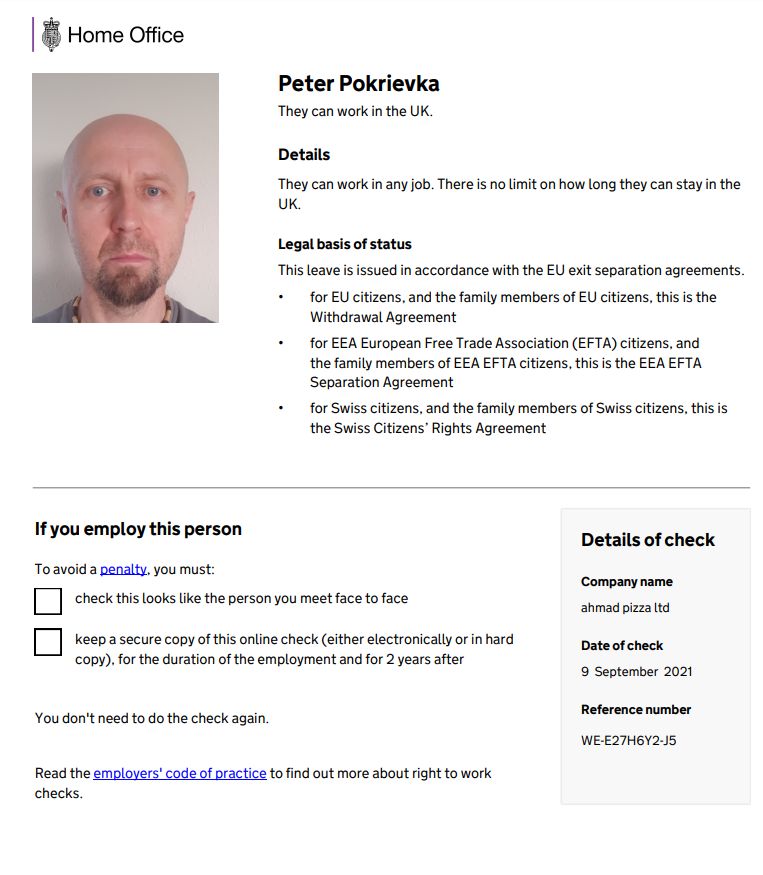 Home Office
Peter Pokrievka
They can work in the UK.
Details
They can work in any job. There is no limit on how long they can stay in the
UK.
Legal basis of status
This leave is issued in accordance with the EU exit separation agreements.
• for EU citizens, and the family members of EU citizens, this is the
Withdrawal Agreement
• for EEA European Free Trade Association (EFTA) citizens, and
the family members of EEA EFTA citizens, this is the EEA EFTA
Separation Agreement
• for Swiss citizens, and the family members of Swiss citizens, this is
the Swiss Citizens’ Rights Agreement
If you employ this person
To avoid a penalty, you must:
check this looks like the person you meet face to face
keep a secure copy of this online check (either electronically or in hard
copy), for the duration of the employment and for 2 years after
You don't need to do the check again.
Read the employers' code of practice to find out more about right to work
checks.
Details of check
Company name
ahmad pizza ltd
Date of check
9 September 2021
Reference number
WE-E27H6Y2-J5